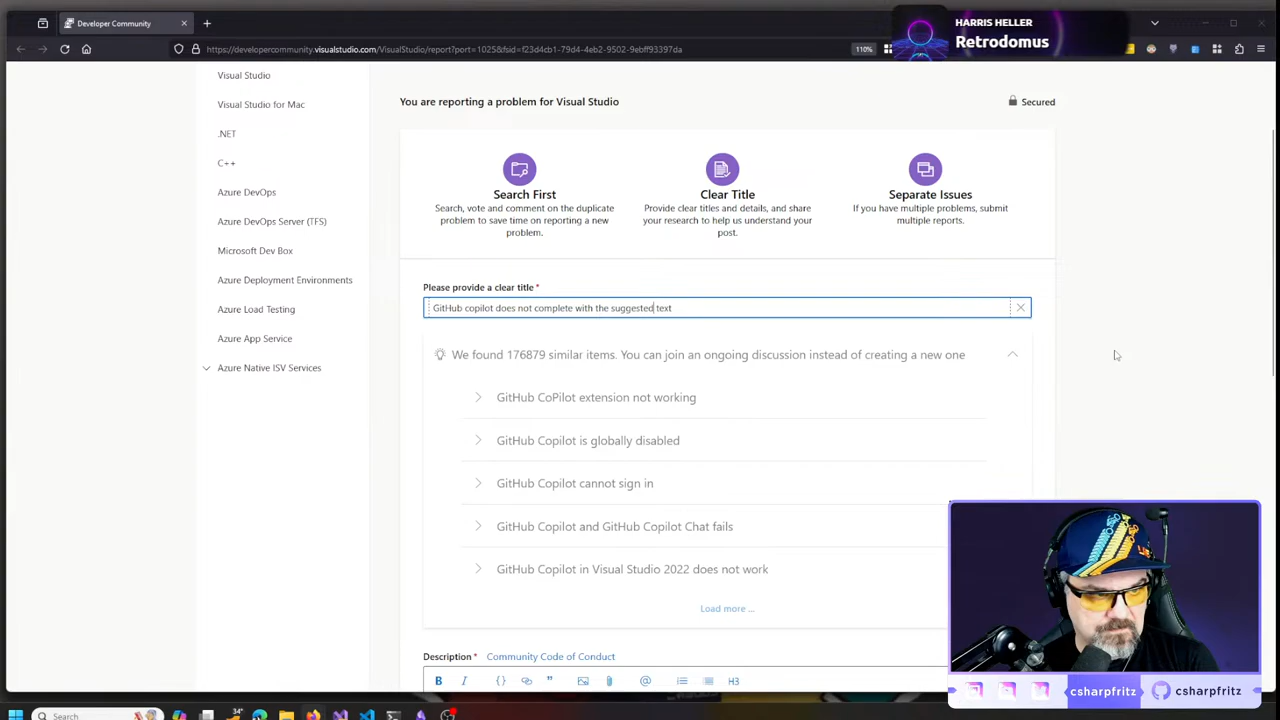 Developer Community
HARRIS HELLER
Retrodomus
https://developercommunity.visualstudio.com/VisualStudio/report?port=1025&fsid=f23d4cb1-79d4-4eb2-9502-9ebff93397da
110%
Visual Studio
Visual Studio for Mac
.NET
C++
Azure DevOps
Azure DevOps Server (TFS)
Microsoft Dev Box
Azure Deployment Environments
Azure Load Testing
Azure App Service
Azure Native ISV Services
You are reporting a problem for Visual Studio
Secured
Search First
Search, vote and comment on the duplicate
problem to save time on reporting a new
problem.
Clear Title
Provide clear titles and details, and share
your research to help us understand your
post.
Separate Issues
If you have multiple problems, submit
multiple reports.
Please provide a clear title *
GitHub copilot does not complete with the suggested text
We found 176879 similar items. You can join an ongoing discussion instead of creating a new one
GitHub CoPilot extension not working
GitHub Copilot is globally disabled
GitHub Copilot cannot sign in
GitHub Copilot and GitHub Copilot Chat fails
GitHub Copilot in Visual Studio 2022 does not work
Load more ...
Description * Community Code of Conduct
B I {} " @ H3
csharpfritz
csharpfritz
Search
34°